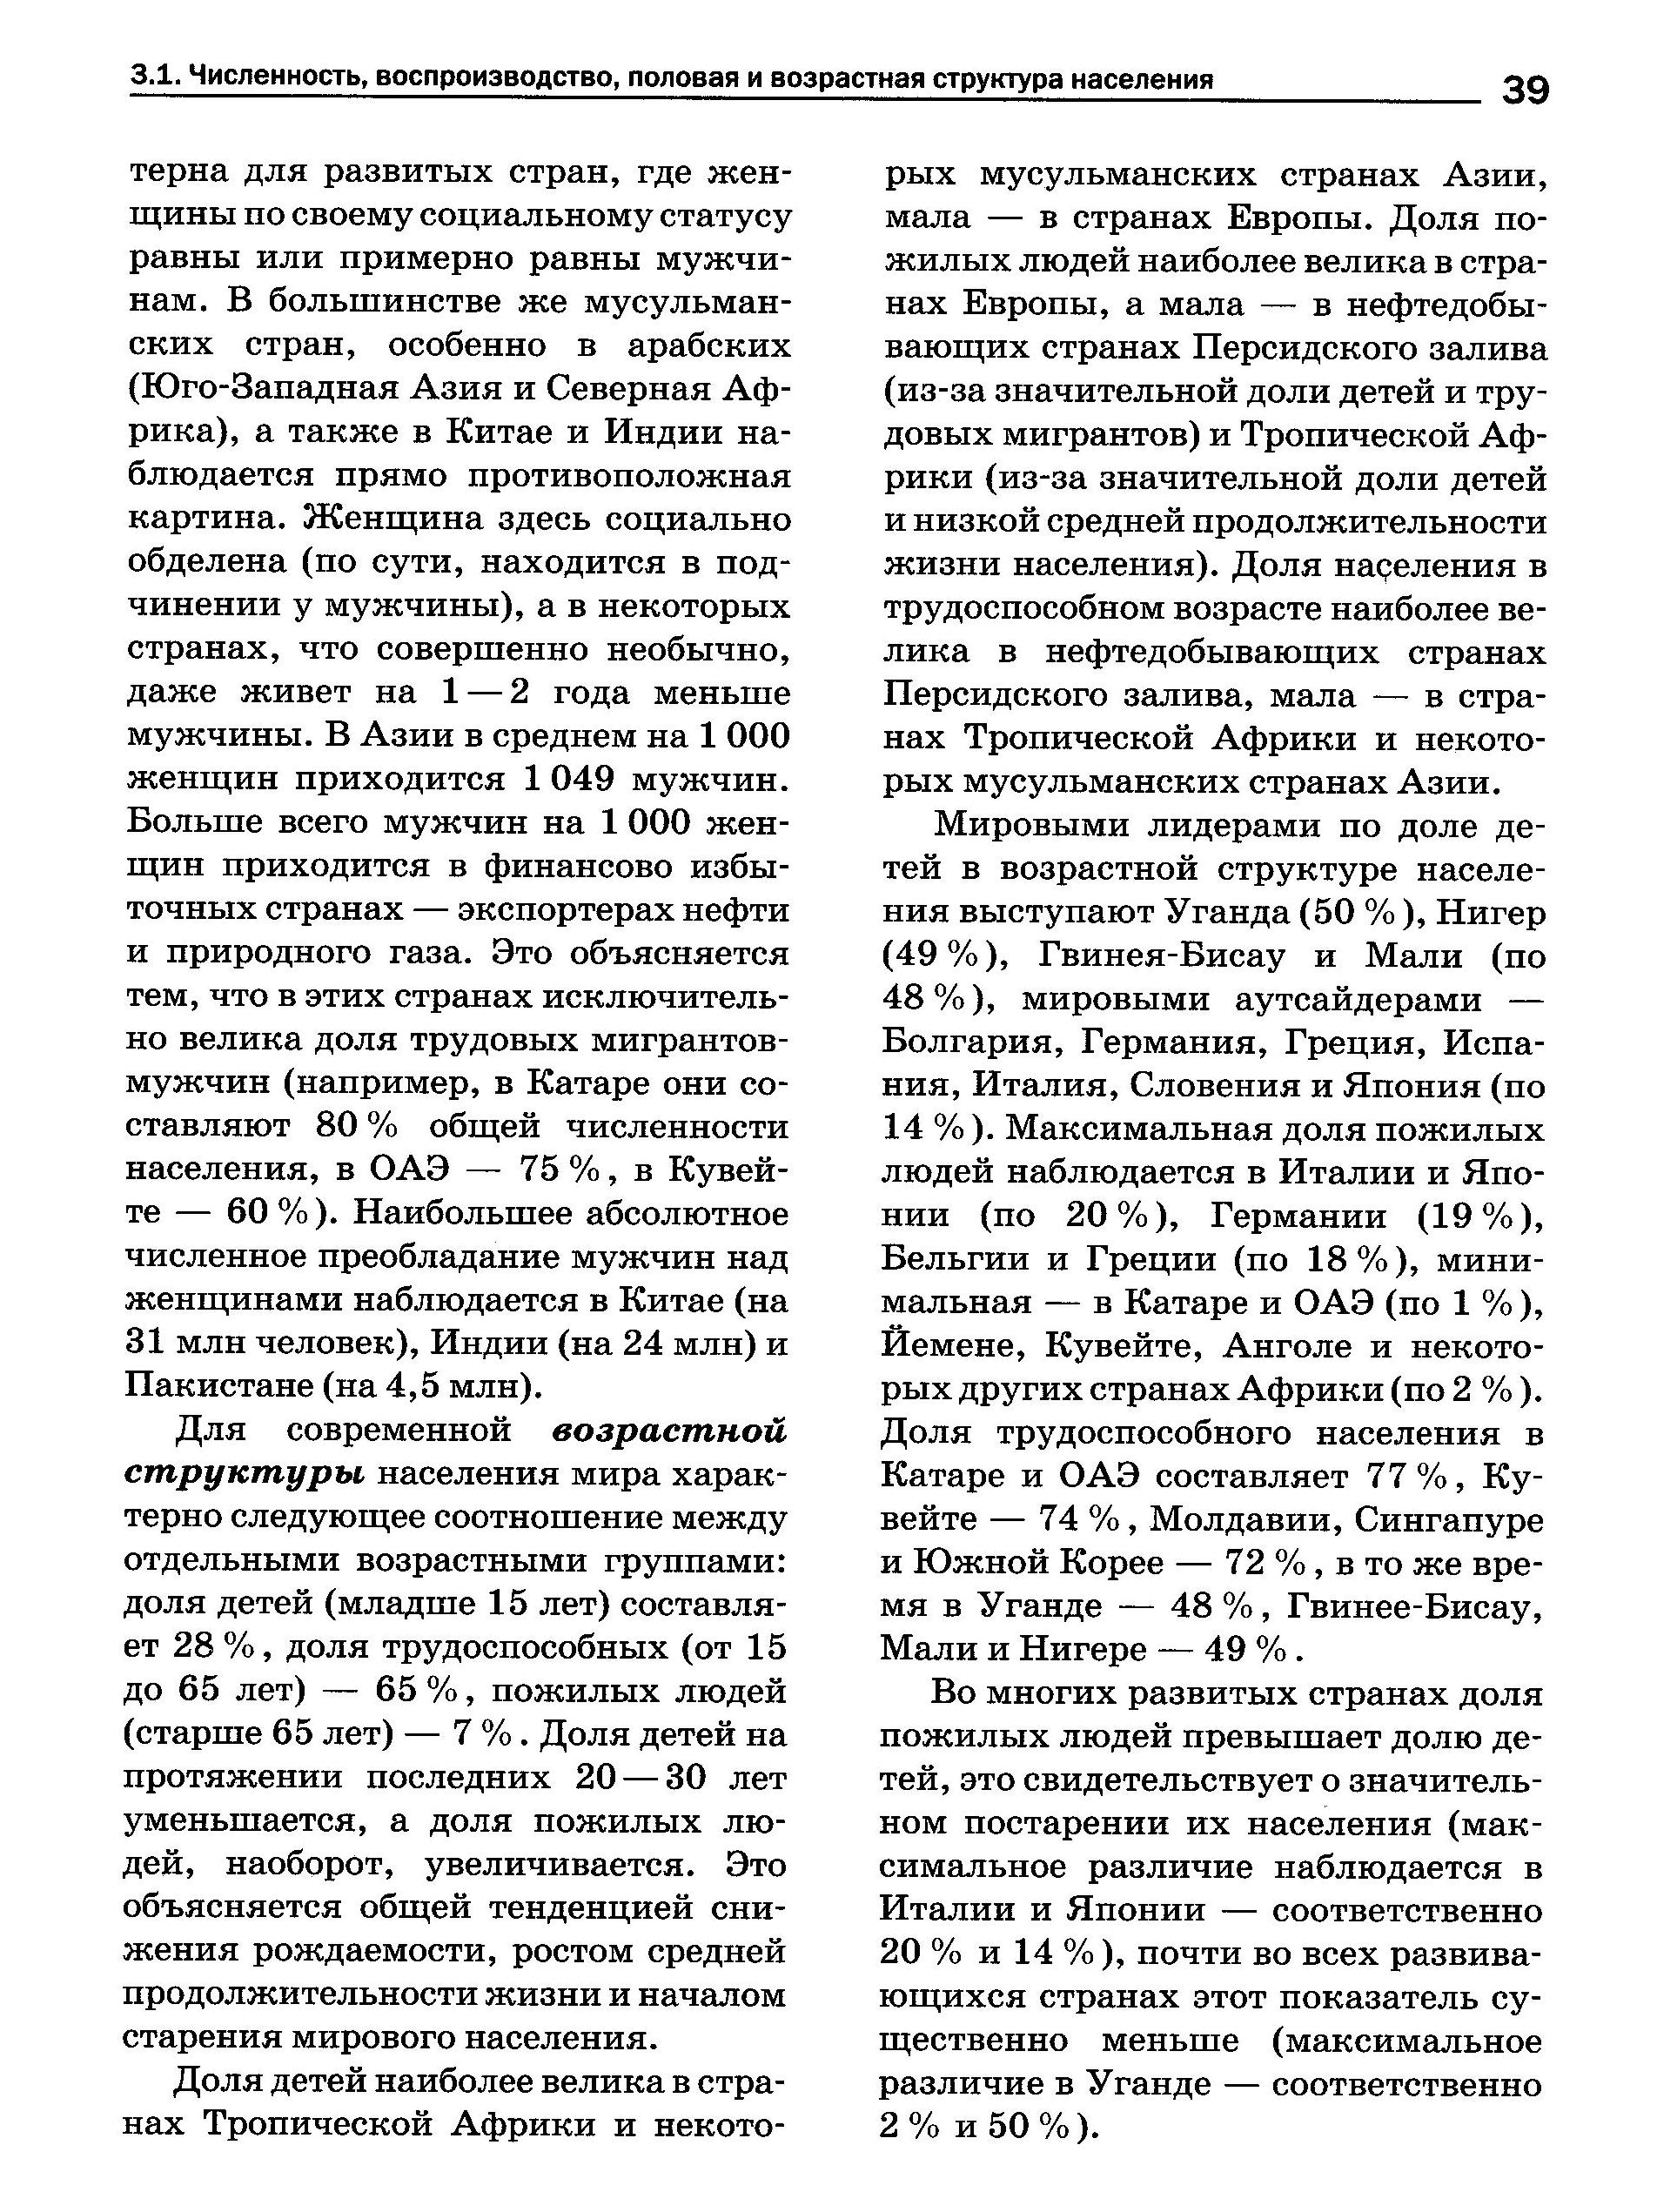 3.1. Численность, воспроизводство, половая и возрастная структура населения
39
терна для развитых стран, где жен-
щины по своему социальному статусу
равны или примерно равны мужчи-
нам. В большинстве же мусульман-
ских стран, особенно в арабских
(Юго-Западная Азия и Северная Аф-
рика), а также в Китае и Индии на-
блюдается прямо противоположная
картина. Женщина здесь социально
обделена (по сути, находится в под-
чинении у мужчины), а в некоторых
странах, что совершенно необычно,
даже живет на 1 — 2 года меньше
мужчины. В Азии в среднем на 1 000
женщин приходится 1 049 мужчин.
Больше всего мужчин на 1 000 жен-
щин приходится в финансово избы-
точных странах — экспортерах нефти
и природного газа. Это объясняется
тем, что в этих странах исключитель-
но велика доля трудовых мигрантов-
мужчин (например, в Катаре они со-
ставляют 80 % общей численности
населения, в ОАЭ — 75 %, в Кувей-
те — 60 %). Наибольшее абсолютное
численное преобладание мужчин над
женщинами наблюдается в Китае (на
31 млн человек), Индии (на 24 млн) и
Пакистане (на 4,5 млн).
Для современной возрастной
структуры населения мира харак-
терно следующее соотношение между
отдельными возрастными группами:
доля детей (младше 15 лет) составля-
ет 28 %, доля трудоспособных (от 15
до 65 лет) — 65 %, пожилых людей
(старше 65 лет) — 7 %. Доля детей на
протяжении последних 20 — 30 лет
уменьшается, а доля пожилых лю-
дей, наоборот, увеличивается. Это
объясняется общей тенденцией сни-
жения рождаемости, ростом средней
продолжительности жизни и началом
старения мирового населения.
Доля детей наиболее велика в стра-
нах Тропической Африки и некото-
рых мусульманских странах Азии,
мала — в странах Европы. Доля по-
жилых людей наиболее велика в стра-
нах Европы, а мала — в нефтедобы-
вающих странах Персидского залива
(из-за значительной доли детей и тру-
довых мигрантов) и Тропической Аф-
рики (из-за значительной доли детей
и низкой средней продолжительности
жизни населения). Доля населения в
трудоспособном возрасте наиболее ве-
лика в нефтедобывающих странах
Персидского залива, мала — в стра-
нах Тропической Африки и некото-
рых мусульманских странах Азии.
Мировыми лидерами по доле де-
тей в возрастной структуре населе-
ния выступают Уганда (50 %), Нигер
(49 %), Гвинея-Бисау и Мали (по
48 %), мировыми аутсайдерами —
Болгария, Германия, Греция, Испа-
ния, Италия, Словения и Япония (по
14 %). Максимальная доля пожилых
людей наблюдается в Италии и Япо-
нии (по 20 %), Германии (19 %),
Бельгии и Греции (по 18 %), мини-
мальная — в Катаре и ОАЭ (по 1 %),
Йемене, Кувейте, Анголе и некото-
рых других странах Африки (по 2 %).
Доля трудоспособного населения в
Катаре и ОАЭ составляет 77 %, Ку-
вейте — 74 %, Молдавии, Сингапуре
и Южной Корее — 72 %, в то же вре-
мя в Уганде — 48 %, Гвинее-Бисау,
Мали и Нигере — 49 %.
Во многих развитых странах доля
пожилых людей превышает долю де-
тей, это свидетельствует о значитель-
ном постарении их населения (мак-
симальное различие наблюдается в
Италии и Японии — соответственно
20 % и 14 %), почти во всех развива-
ющихся странах этот показатель су-
щественно меньше (максимальное
различие в Уганде — соответственно
2 % и 50 %).